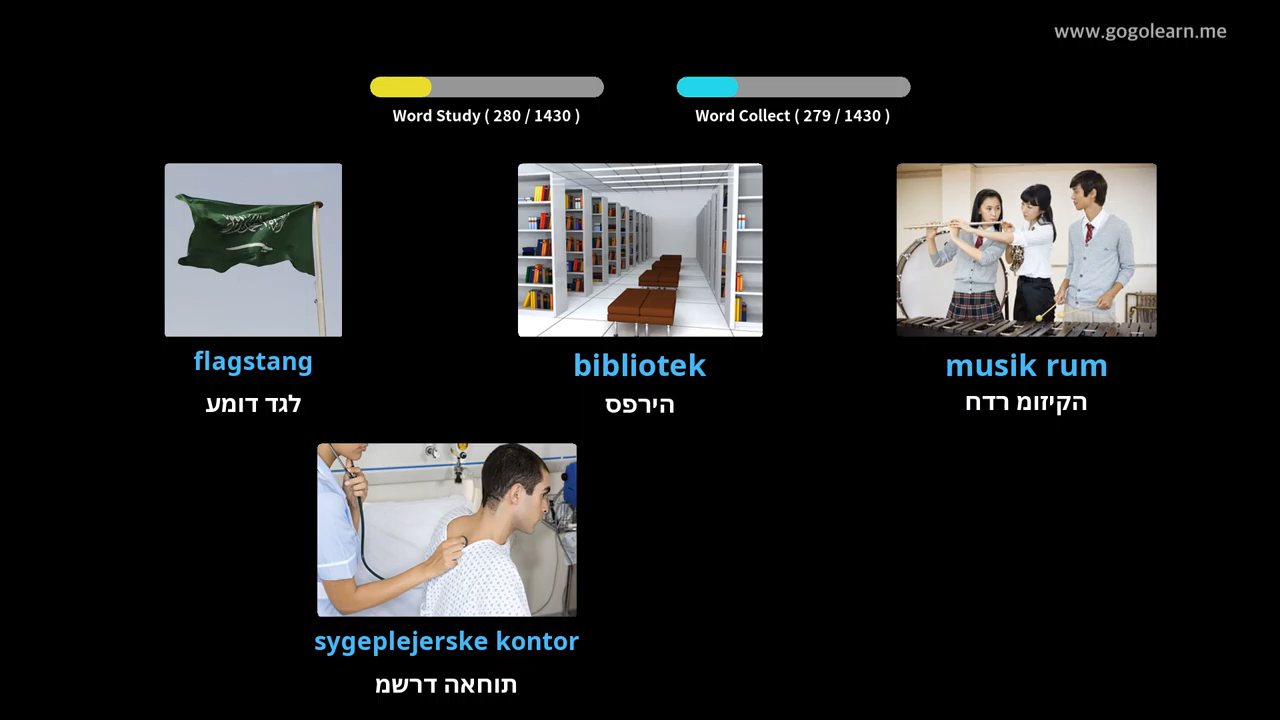 www.gogolearn.me
Word Study ( 280 / 1430 )
Word Collect ( 279 / 1430 )
flagstang
לגד דומע
bibliotek
הירפס
musik rum
הקיזומ רדח
sygeplejerske kontor
תוחאה דרשמ